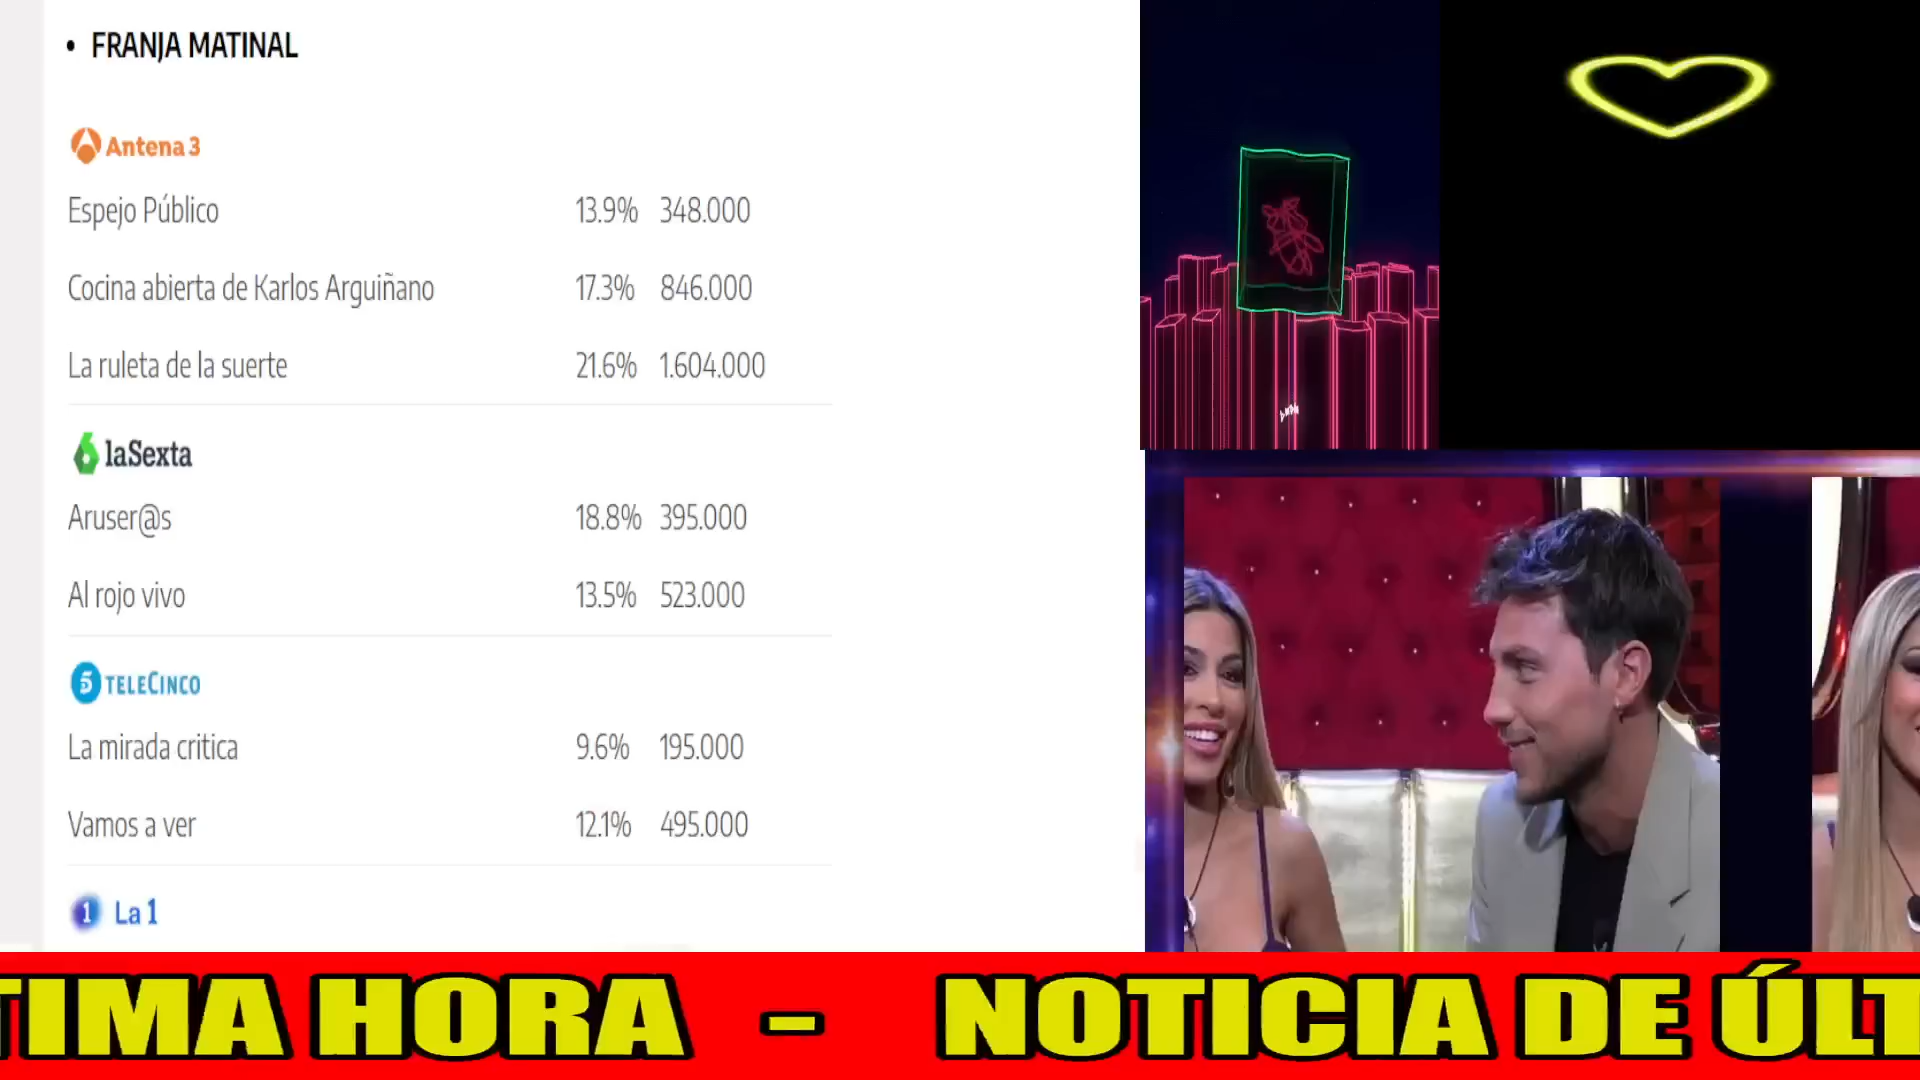 • FRANJA MATINAL
Antena 3
Espejo Público 13.9% 348.000
Cocina abierta de Karlos Arguiñano 17.3% 846.000
La ruleta de la suerte 21.6% 1.604.000
6 laSexta
Aruser@s 18.8% 395.000
Al rojo vivo 13.5% 523.000
5 TELECINCO
La mirada critica 9.6% 195.000
Vamos a ver 12.1% 495.000
1 La 1
TIMA HORA - NOTICIA DE ÚLT